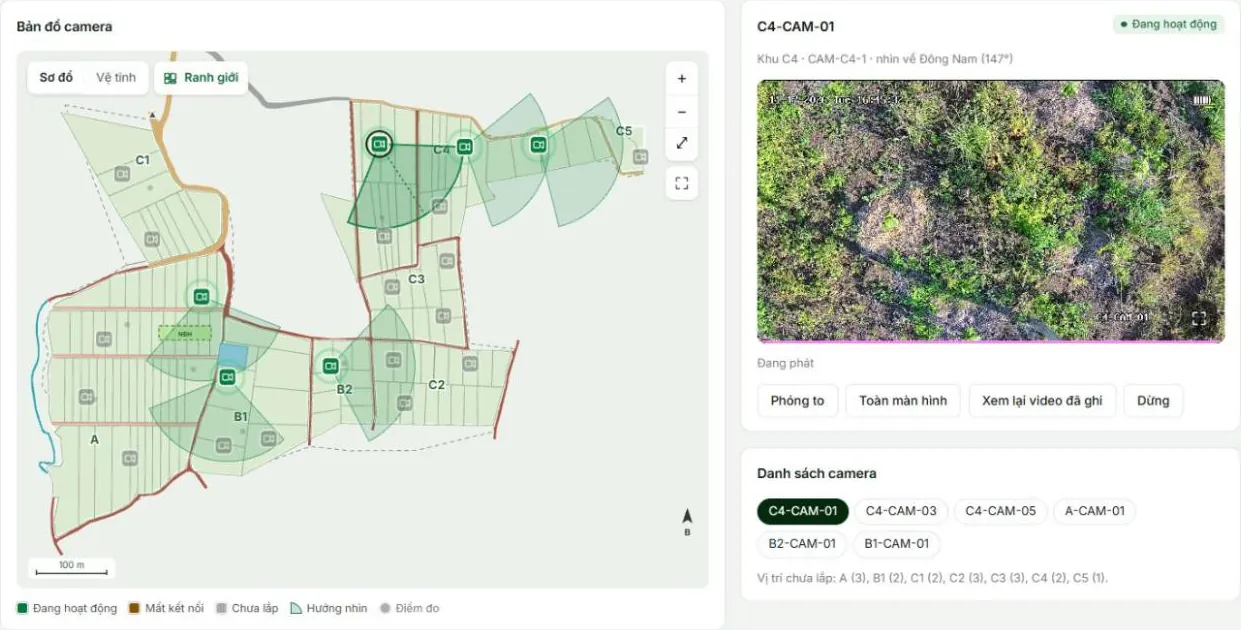 Bản đồ camera
Sơ đồ
Vệ tinh
Ranh giới
+
−
C1
C4
C5
C3
NBH
B2
C2
B1
A
B
100 m
Đang hoạt động
Mất kết nối
Chưa lắp
Hướng nhìn
Điểm đo
C4-CAM-01
Đang hoạt động
Khu C4 · CAM-C4-1 · nhìn về Đông Nam (147°)
C4-CAM-01
Đang phát
Phóng to
Toàn màn hình
Xem lại video đã ghi
Dừng
Danh sách camera
C4-CAM-01
C4-CAM-03
C4-CAM-05
A-CAM-01
B2-CAM-01
B1-CAM-01
Vị trí chưa lắp: A (3), B1 (2), C1 (2), C2 (3), C3 (3), C4 (2), C5 (1).